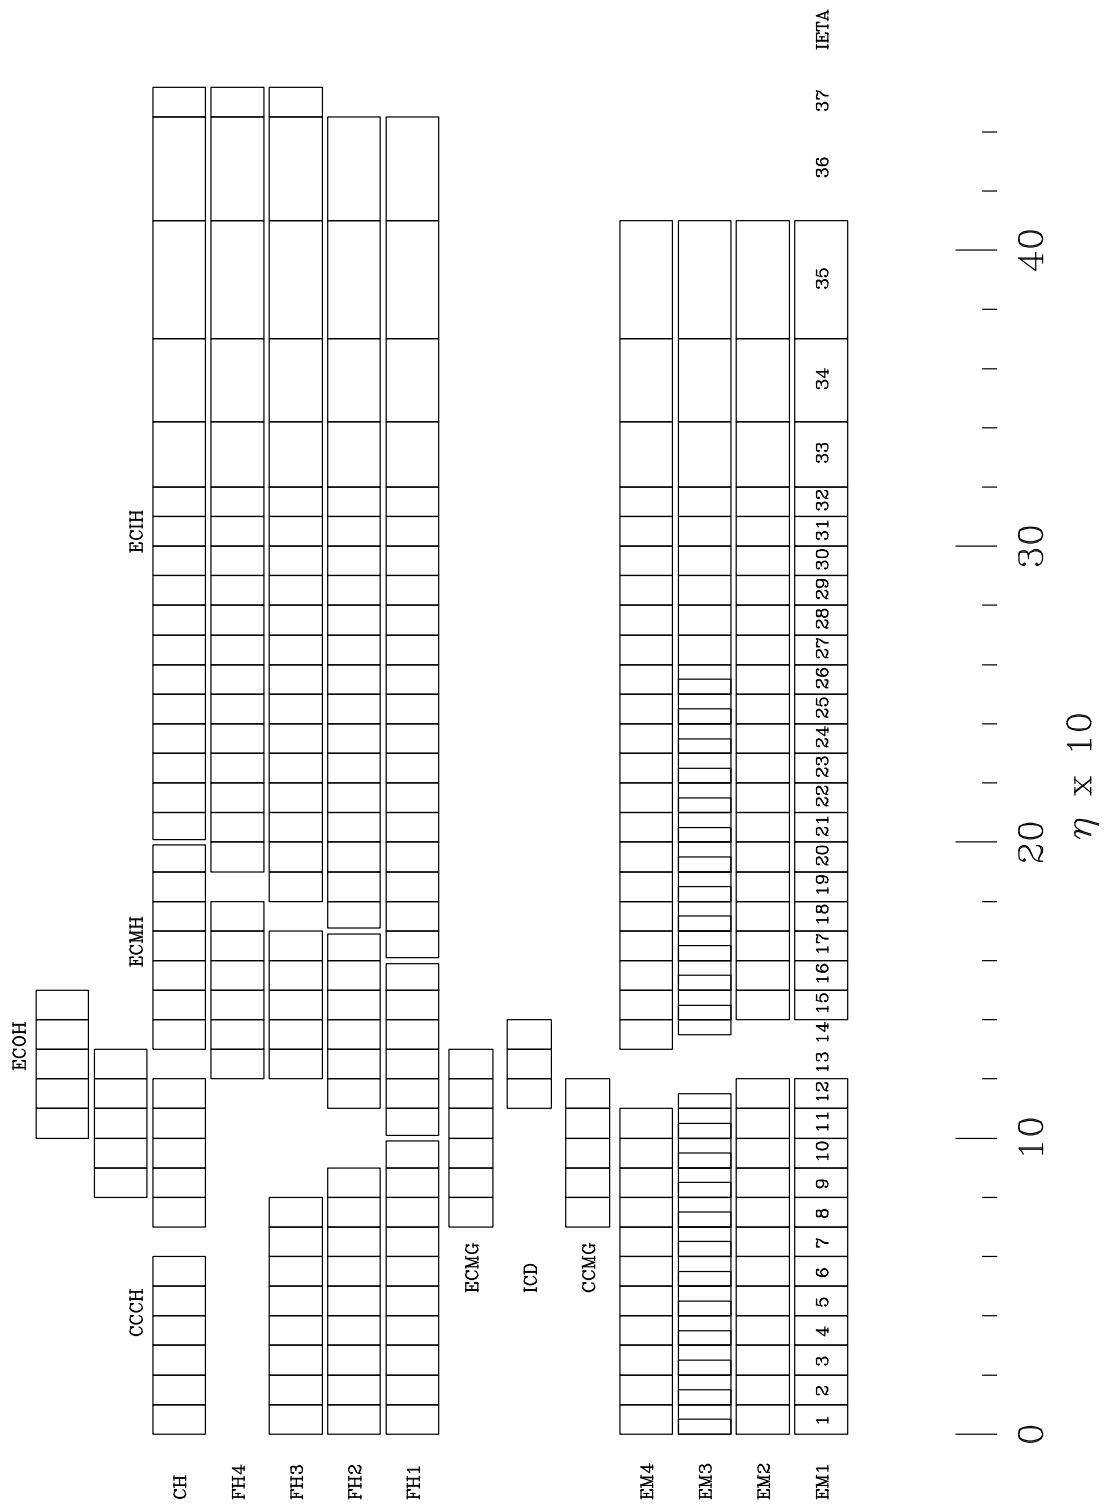 ECOH
CCCH ECMH ECIH
CH
FH4
FH3
FH2
FH1
ECMG
ICD
CCMG
EM4
EM3
EM2
EM1 1 2 3 4 5 6 7 8 9 10 11 12 13 14 15 16 17 18 19 20 21 22 23 24 25 26 27 28 29 30 31 32 33 34 35 36 37 IETA
0 10 20 30 40
η x 10